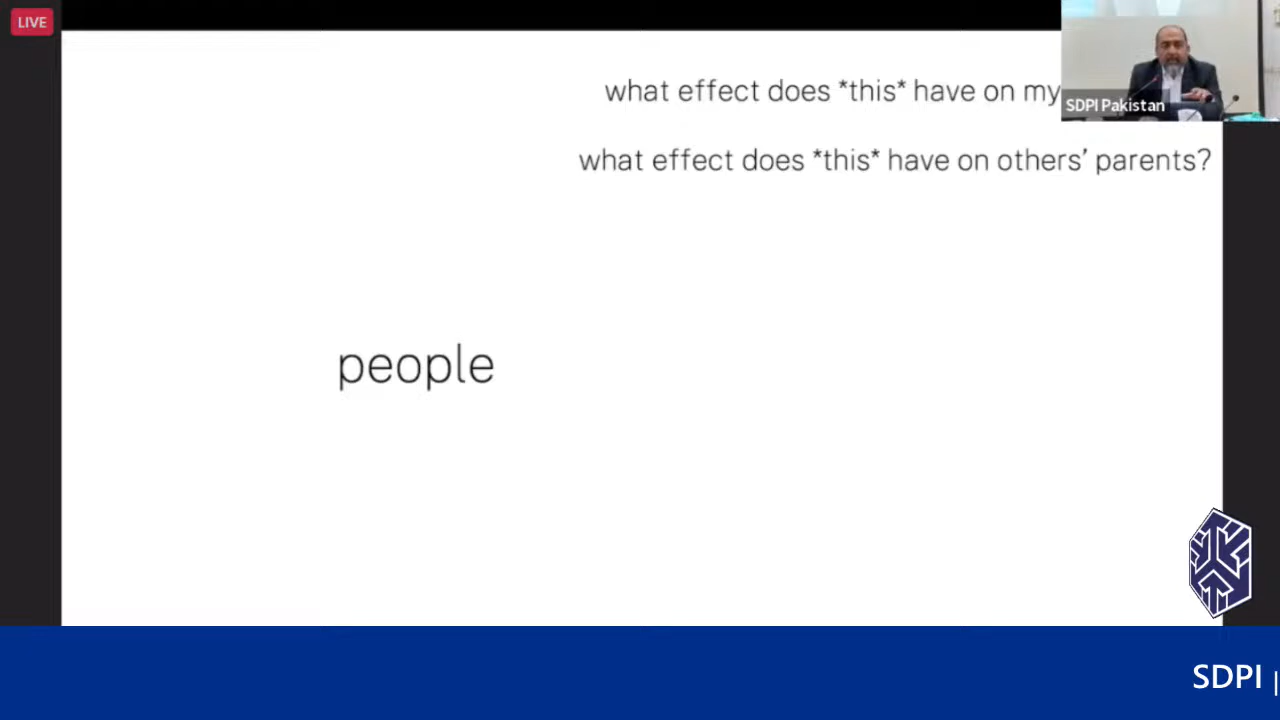 LIVE
what effect does *this* have on my
SDPI Pakistan
what effect does *this* have on others’ parents?
people
SDPI |